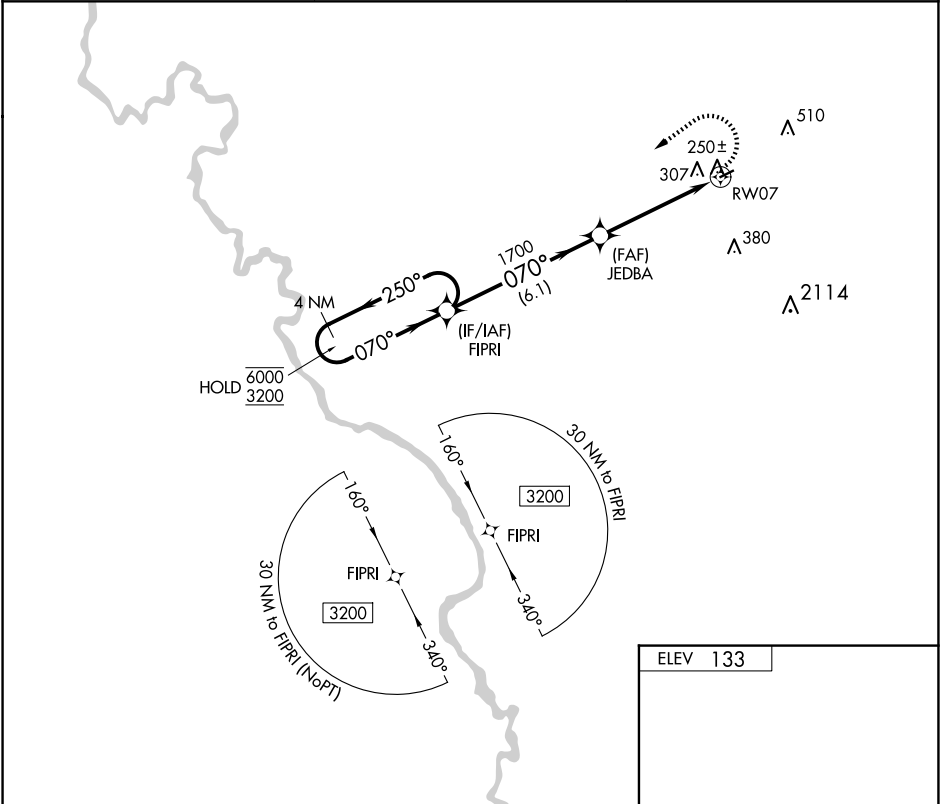 510
250±
307
RW07
380
(FAF)
JEDBA
1700
070°
(6.1)
2114
250°
4 NM
070°
(IF/IAF)
FIPRI
HOLD 6000
3200
30 NM to FIPRI
160°
3200
FIPRI
340°
160°
FIPRI
3200
340°
30 NM to FIPRI (NoPT)
ELEV 133